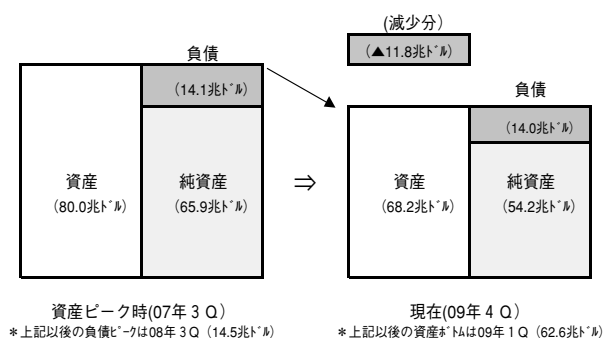 (減少分)
(▲11.8兆ﾄﾞﾙ)
負債
(14.1兆ﾄﾞﾙ)
資産
(80.0兆ﾄﾞﾙ)
純資産
(65.9兆ﾄﾞﾙ)
⇒
負債
(14.0兆ﾄﾞﾙ)
資産
(68.2兆ﾄﾞﾙ)
純資産
(54.2兆ﾄﾞﾙ)
資産ピーク時(07年３Ｑ)
＊上記以後の負債ﾋﾟｰｸは08年３Ｑ（14.5兆ﾄﾞﾙ)
現在(09年４Ｑ)
＊上記以後の資産ﾎﾞﾄﾑは09年１Ｑ（62.6兆ﾄﾞﾙ)